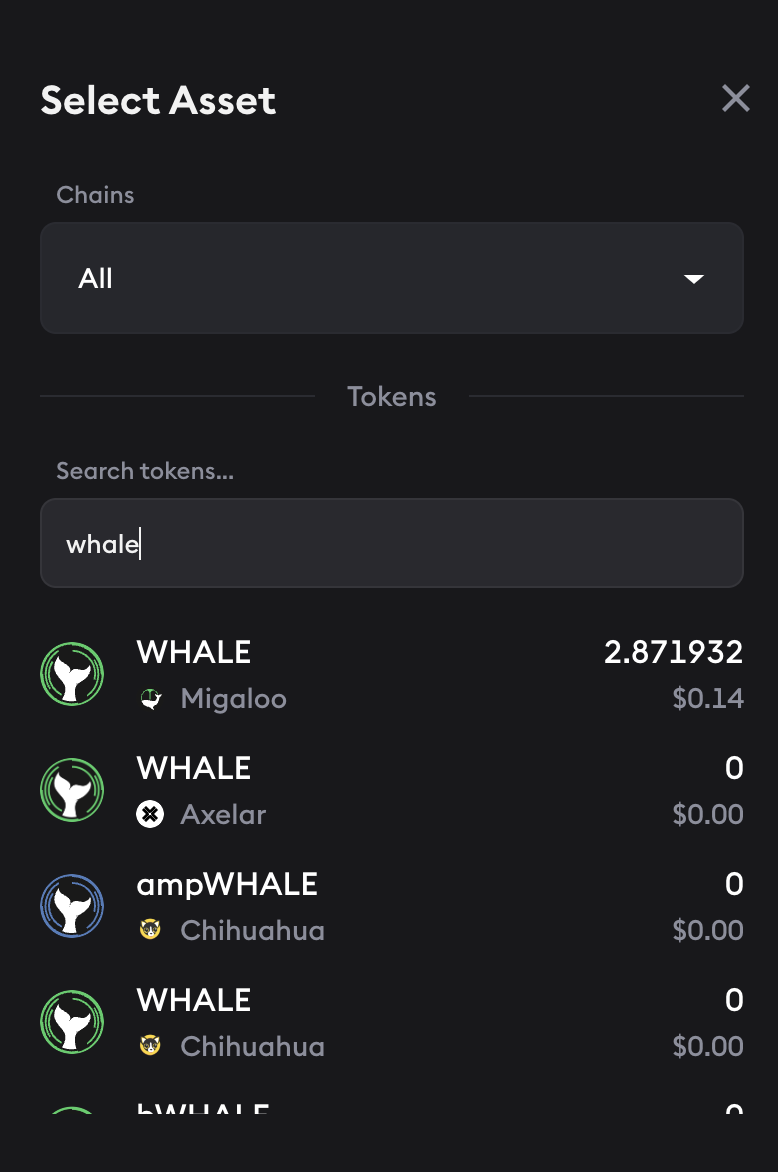 Select Asset
Chains
All
Tokens
Search tokens...
whale
WHALE 2.871932
Migaloo $0.14
WHALE 0
Axelar $0.00
ampWHALE 0
Chihuahua $0.00
WHALE 0
Chihuahua $0.00
bWHALE 0